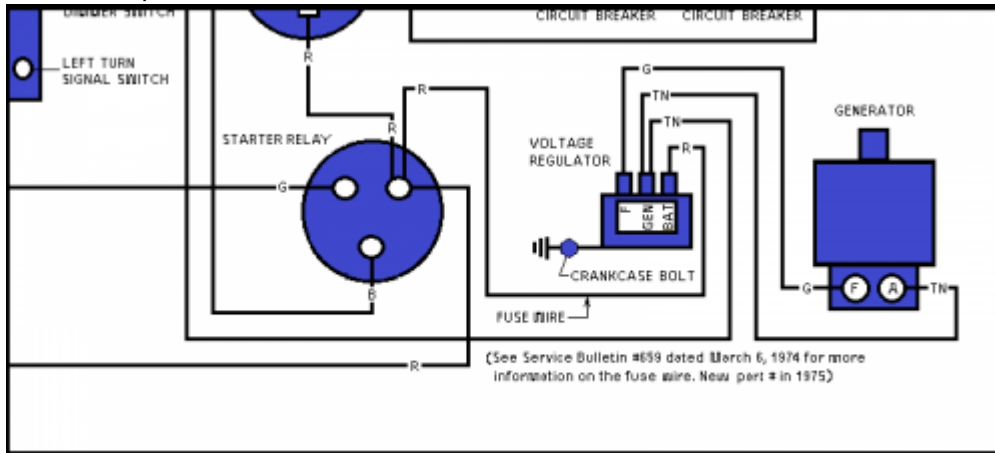 DIMMER SWITCH
CIRCUIT BREAKER
CIRCUIT BREAKER
LEFT TURN
SIGNAL SWITCH
R
R
R
STARTER RELAY
G
B
R
G
TN
TN
R
VOLTAGE
REGULATOR
F
GEN
BAT
CRANKCASE BOLT
FUSE WIRE
GENERATOR
G
F
A
TN
(See Service Bulletin #659 dated March 6, 1974 for more
information on the fuse wire. New part # in 1975)